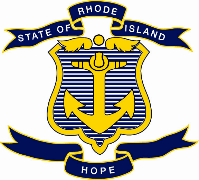 STATE OF RHODE ISLAND
HOPE